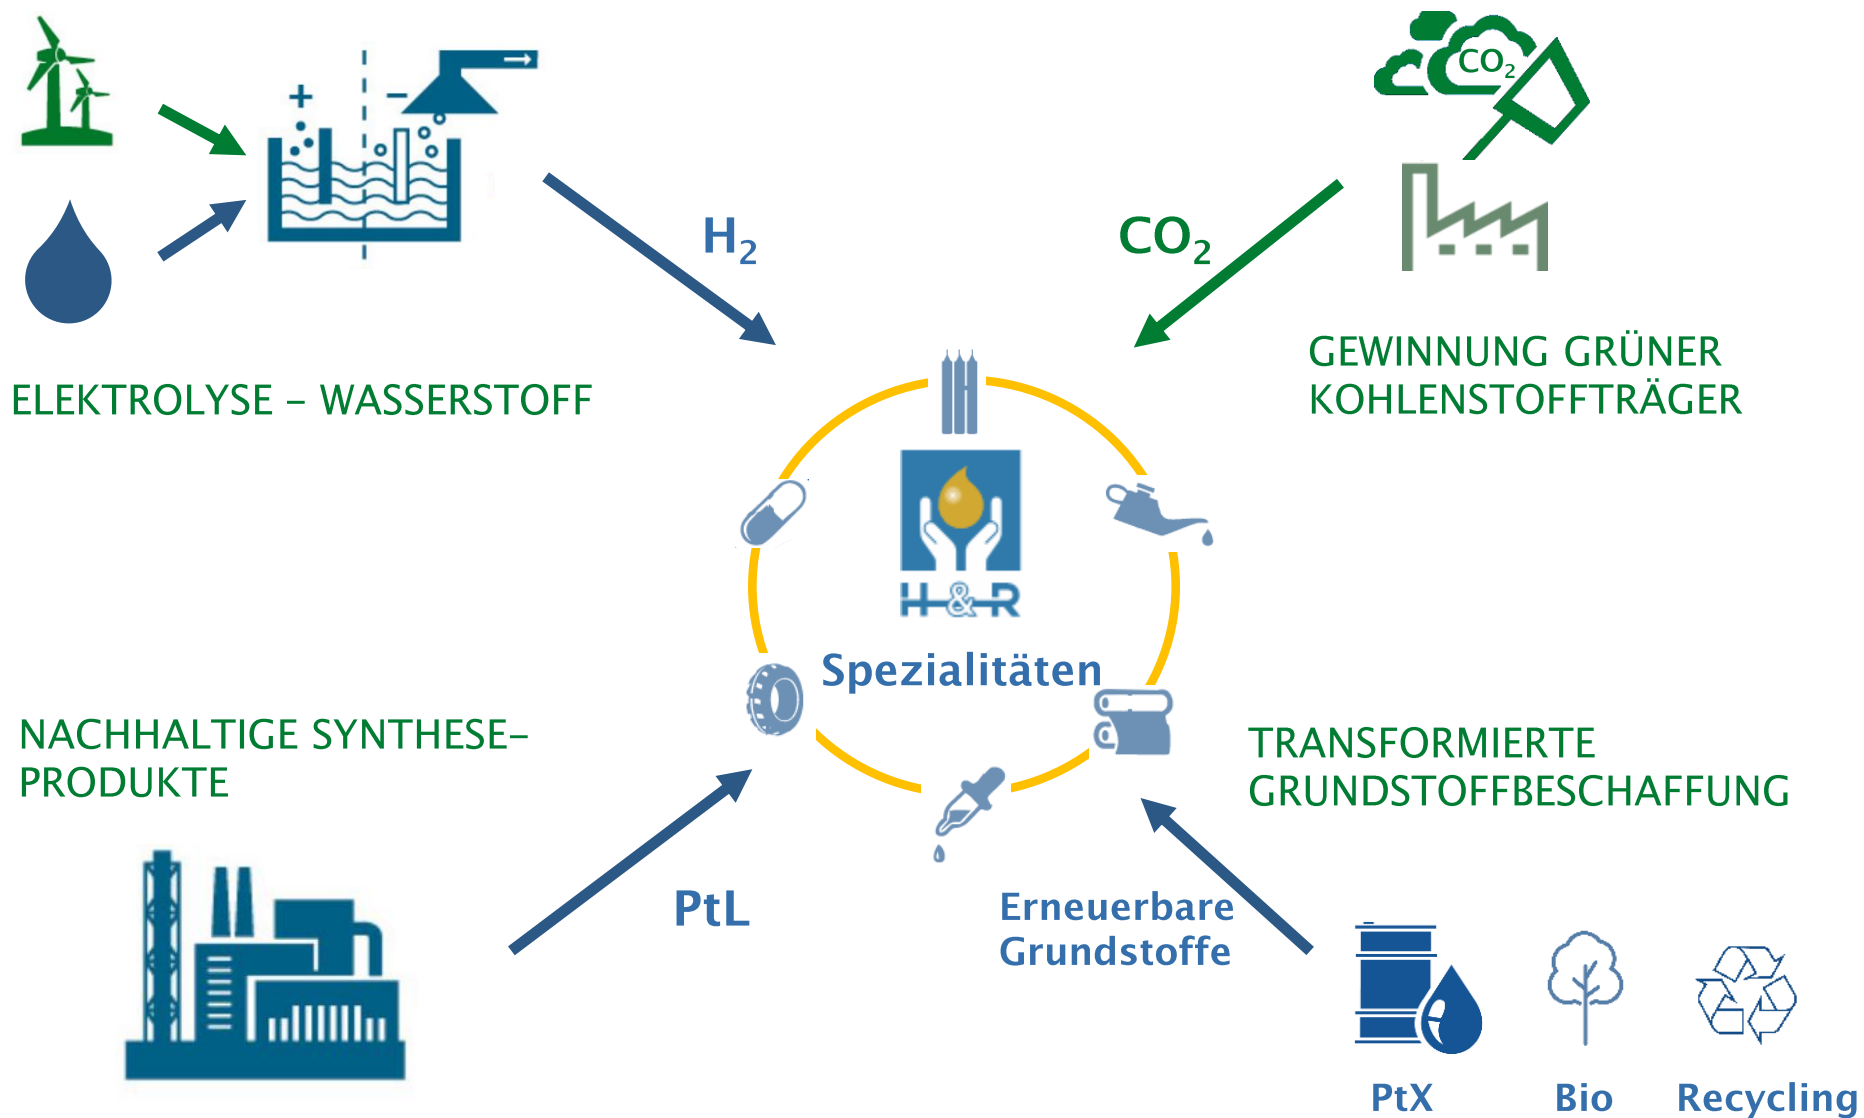 + −
CO₂
H₂
CO₂
ELEKTROLYSE – WASSERSTOFF
GEWINNUNG GRÜNER
KOHLENSTOFFTRÄGER
H&R
Spezialitäten
NACHHALTIGE SYNTHESE-
PRODUKTE
TRANSFORMIERTE
GRUNDSTOFFBESCHAFFUNG
PtL
Erneuerbare
Grundstoffe
PtX
Bio
Recycling